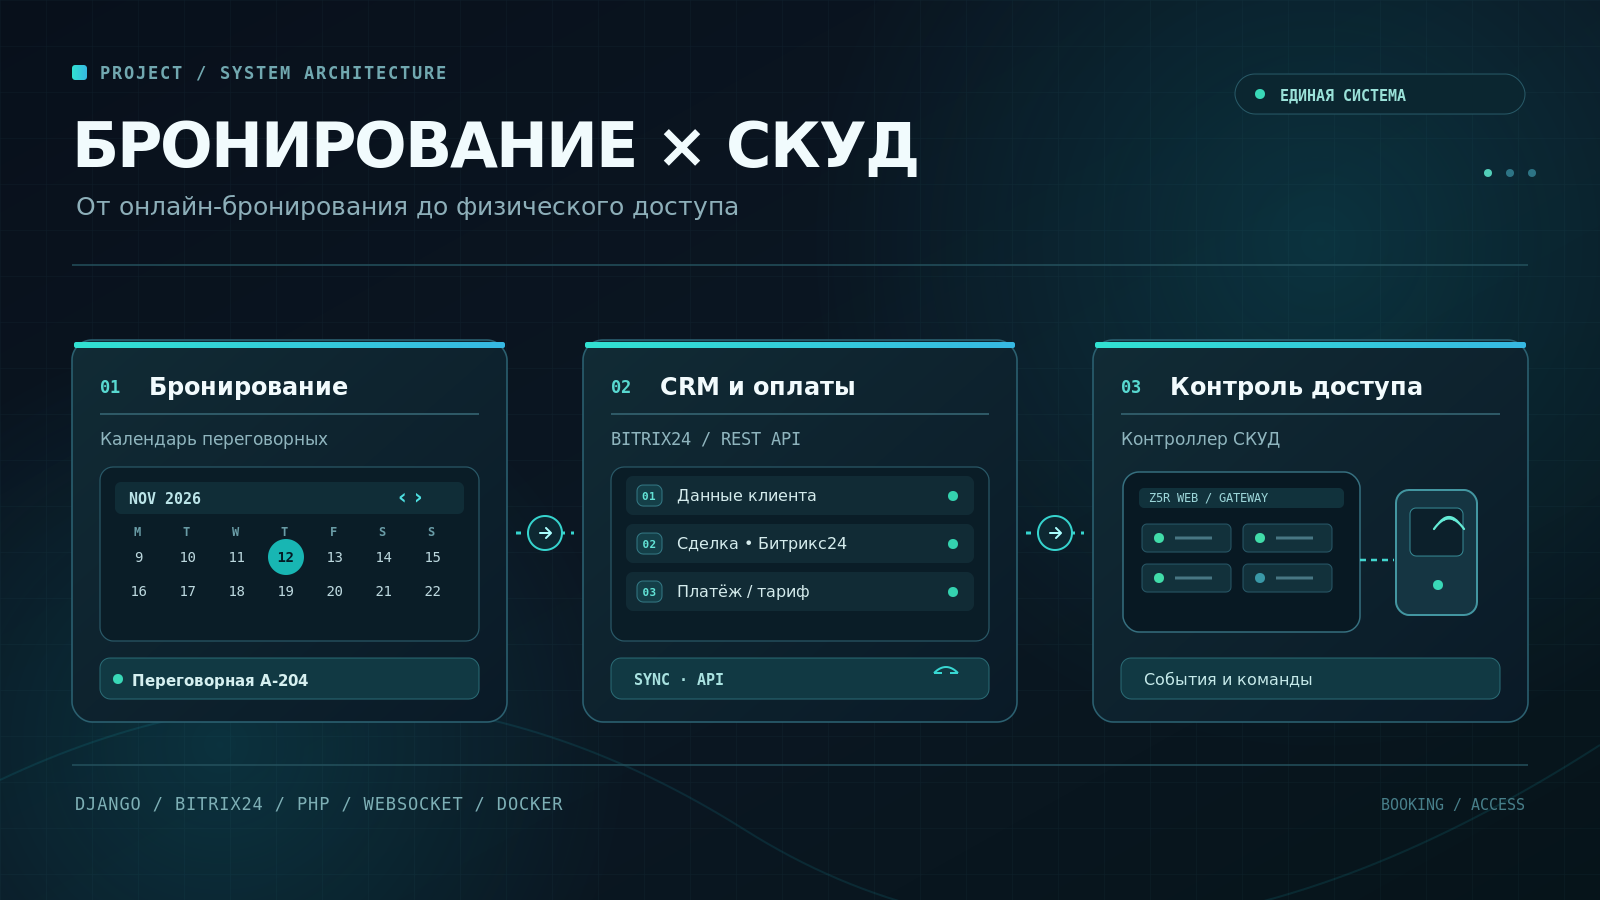 PROJECT / SYSTEM ARCHITECTURE
ЕДИНАЯ СИСТЕМА
БРОНИРОВАНИЕ × СКУД
От онлайн-бронирования до физического доступа
01 Бронирование
Календарь переговорных
NOV 2026 ‹ ›
M T W T F S S
9 10 11 12 13 14 15
16 17 18 19 20 21 22
Переговорная A-204
02 CRM и оплаты
BITRIX24 / REST API
01 Данные клиента
02 Сделка • Битрикс24
03 Платёж / тариф
SYNC · API
03 Контроль доступа
Контроллер СКУД
Z5R WEB / GATEWAY
События и команды
DJANGO / BITRIX24 / PHP / WEBSOCKET / DOCKER
BOOKING / ACCESS